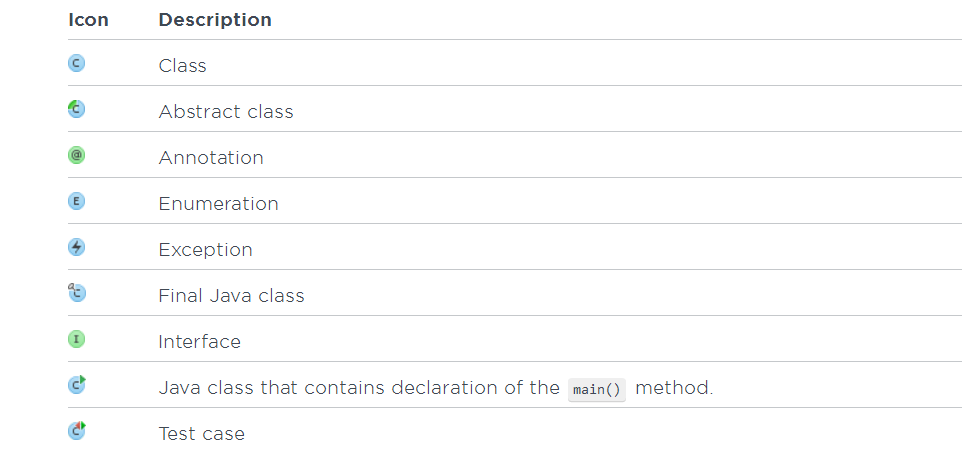 Icon Description
C Class
C Abstract class
@ Annotation
E Enumeration
Exception
C Final Java class
I Interface
C Java class that contains declaration of the main() method.
C Test case